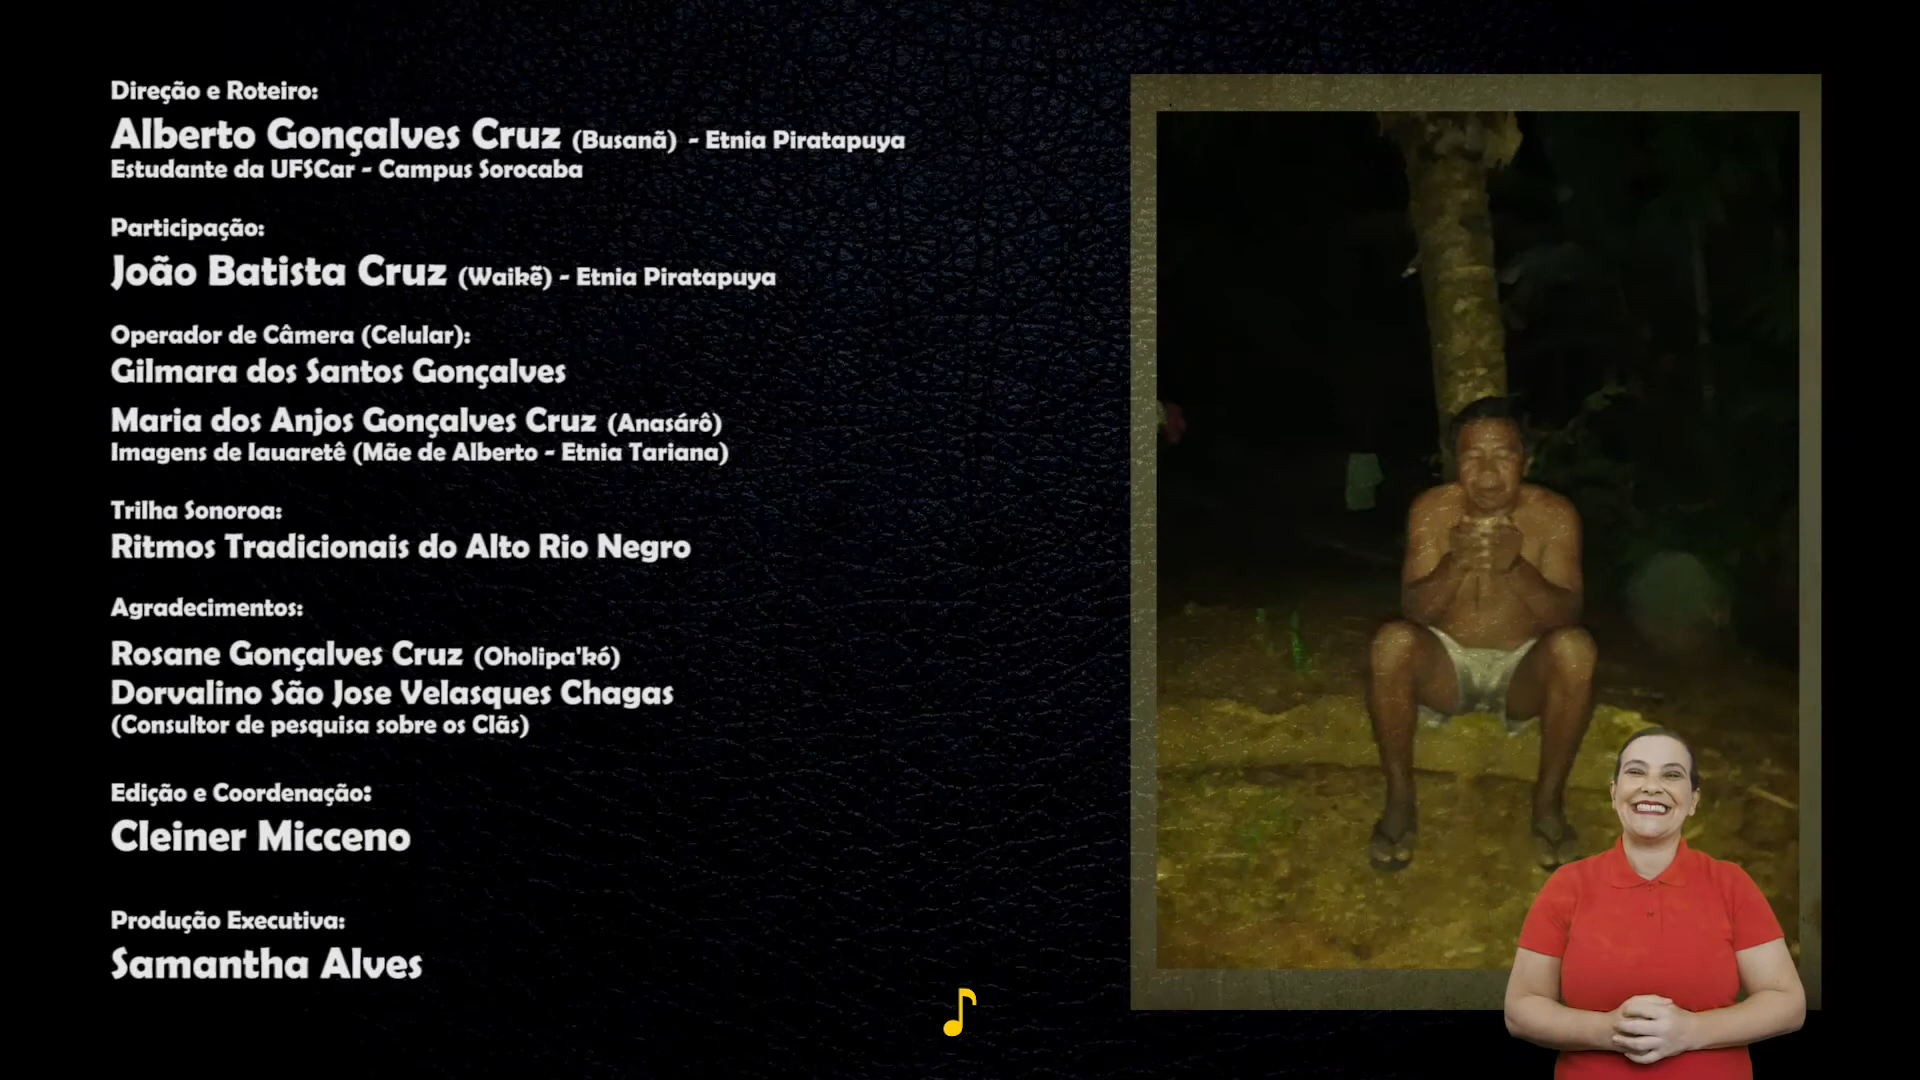 Direção e Roteiro:
Alberto Gonçalves Cruz (Busanã) - Etnia Piratapuya
Estudante da UFSCar - Campus Sorocaba
Participação:
João Batista Cruz (Waikẽ) - Etnia Piratapuya
Operador de Câmera (Celular):
Gilmara dos Santos Gonçalves
Maria dos Anjos Gonçalves Cruz (Anasárô)
Imagens de Iauaretê (Mãe de Alberto - Etnia Tariana)
Trilha Sonoroa:
Ritmos Tradicionais do Alto Rio Negro
Agradecimentos:
Rosane Gonçalves Cruz (Oholipa'kó)
Dorvalino São Jose Velasques Chagas
(Consultor de pesquisa sobre os Clãs)
Edição e Coordenação:
Cleiner Micceno
Produção Executiva:
Samantha Alves